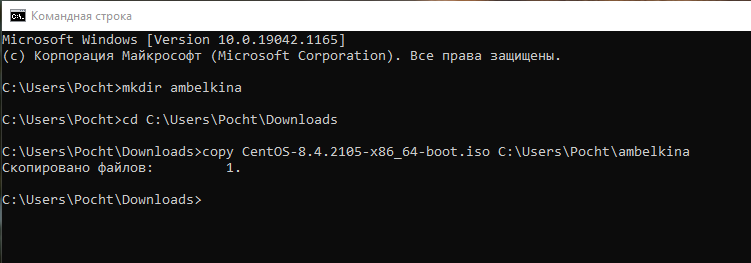 Командная строка
Microsoft Windows [Version 10.0.19042.1165]
(c) Корпорация Майкрософт (Microsoft Corporation). Все права защищены.
C:\Users\Pocht>mkdir ambelkina
C:\Users\Pocht>cd C:\Users\Pocht\Downloads
C:\Users\Pocht\Downloads>copy CentOS-8.4.2105-x86_64-boot.iso C:\Users\Pocht\ambelkina
Скопировано файлов:         1.
C:\Users\Pocht\Downloads>